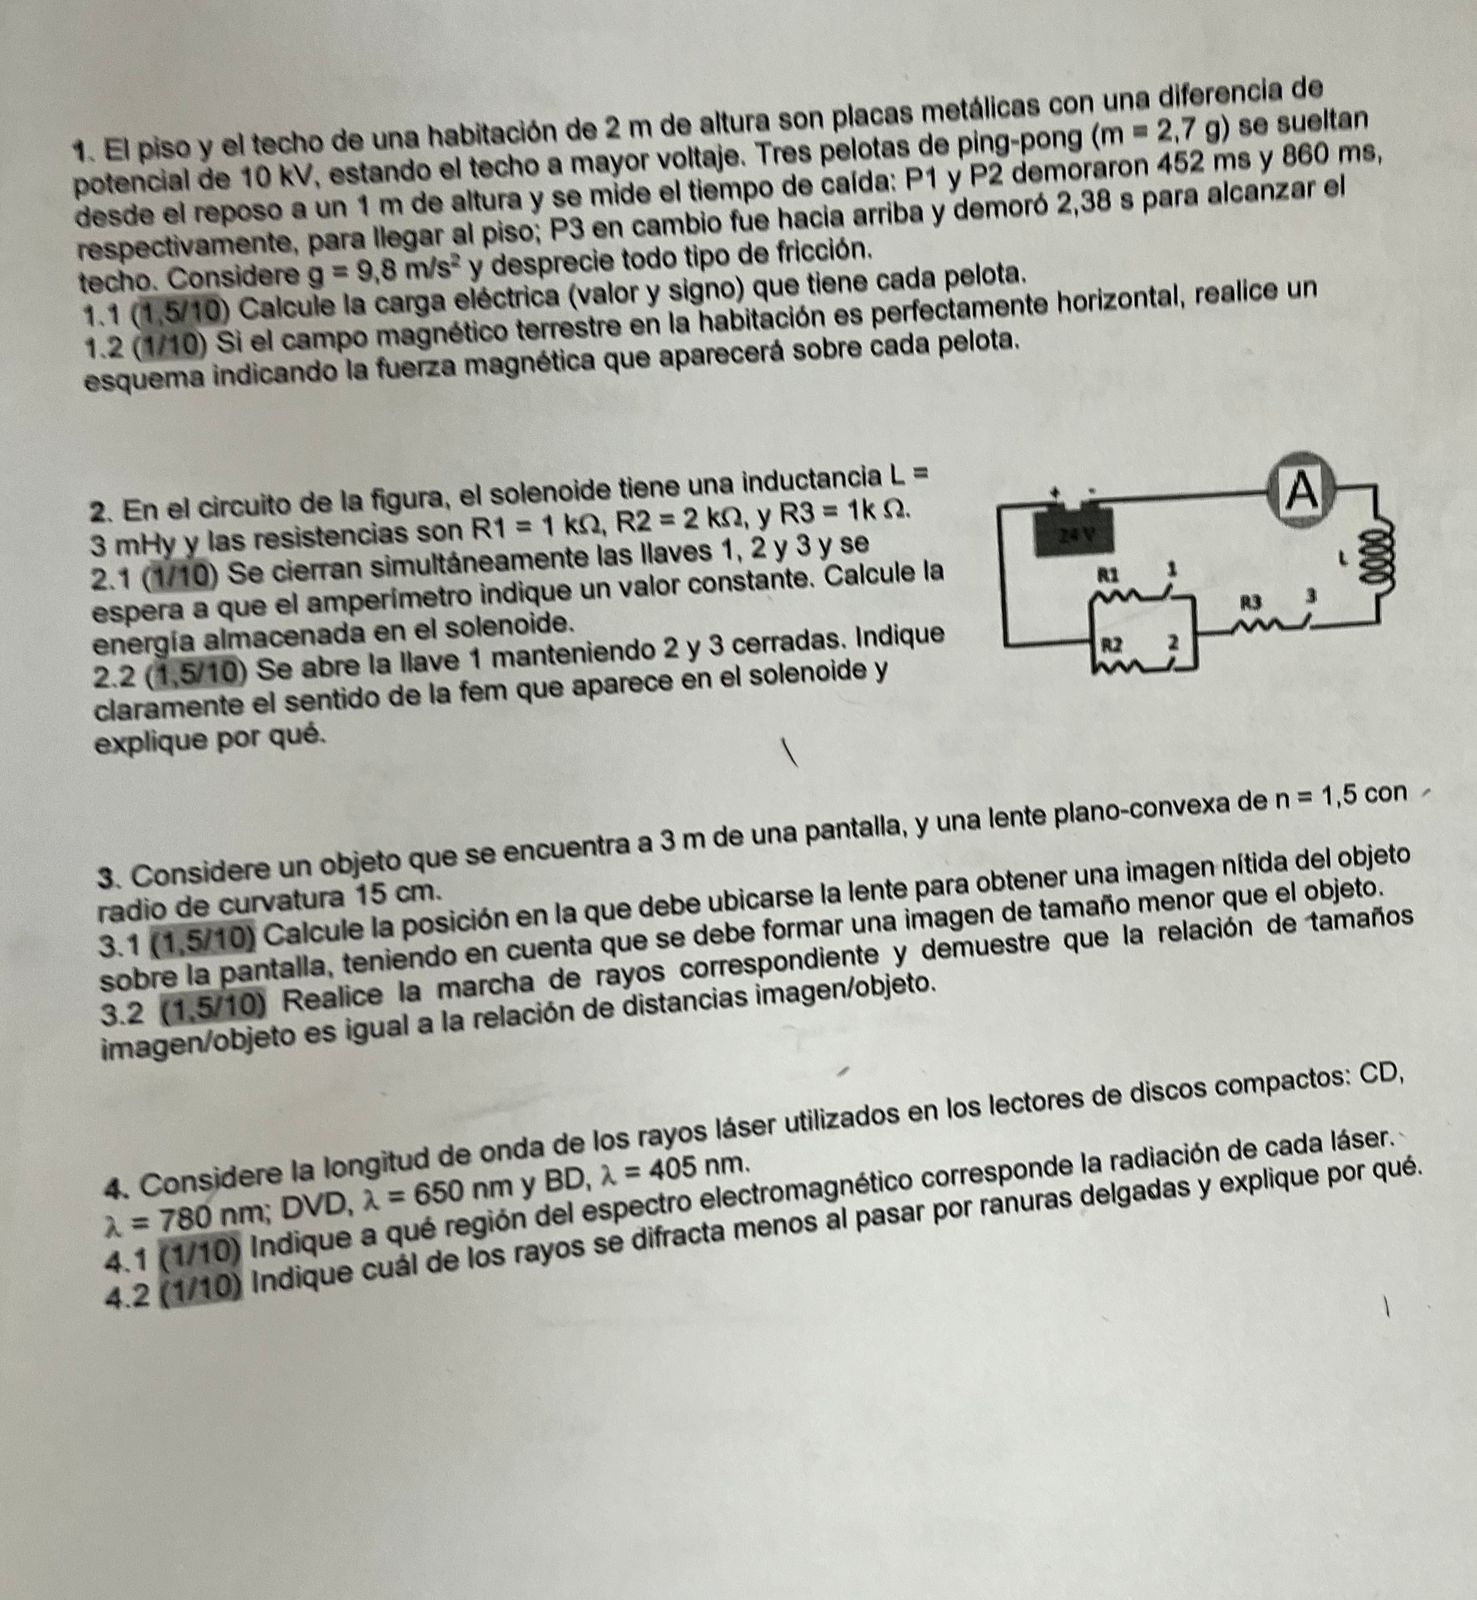 1. El piso y el techo de una habitación de 2 m de altura son placas metálicas con una diferencia de
potencial de 10 kV, estando el techo a mayor voltaje. Tres pelotas de ping-pong (m = 2,7 g) se sueltan
desde el reposo a un 1 m de altura y se mide el tiempo de caída: P1 y P2 demoraron 452 ms y 860 ms,
respectivamente, para llegar al piso; P3 en cambio fue hacia arriba y demoró 2,38 s para alcanzar el
techo. Considere g = 9,8 m/s² y desprecie todo tipo de fricción.
1.1 (1,5/10) Calcule la carga eléctrica (valor y signo) que tiene cada pelota.
1.2 (1/10) Si el campo magnético terrestre en la habitación es perfectamente horizontal, realice un
esquema indicando la fuerza magnética que aparecerá sobre cada pelota.
2. En el circuito de la figura, el solenoide tiene una inductancia L =
3 mHy y las resistencias son R1 = 1 kΩ, R2 = 2 kΩ, y R3 = 1k Ω.
2.1 (1/10) Se cierran simultáneamente las llaves 1, 2 y 3 y se
espera a que el amperímetro indique un valor constante. Calcule la
energía almacenada en el solenoide.
2.2 (1,5/10) Se abre la llave 1 manteniendo 2 y 3 cerradas. Indique
claramente el sentido de la fem que aparece en el solenoide y
explique por qué.
+ -
A
24 V
L
R1 1
R3 3
R2 2
3. Considere un objeto que se encuentra a 3 m de una pantalla, y una lente plano-convexa de n = 1,5 con
radio de curvatura 15 cm.
3.1 (1,5/10) Calcule la posición en la que debe ubicarse la lente para obtener una imagen nítida del objeto
sobre la pantalla, teniendo en cuenta que se debe formar una imagen de tamaño menor que el objeto.
3.2 (1,5/10) Realice la marcha de rayos correspondiente y demuestre que la relación de tamaños
imagen/objeto es igual a la relación de distancias imagen/objeto.
4. Considere la longitud de onda de los rayos láser utilizados en los lectores de discos compactos: CD,
λ = 780 nm; DVD, λ = 650 nm y BD, λ = 405 nm.
4.1 (1/10) Indique a qué región del espectro electromagnético corresponde la radiación de cada láser.
4.2 (1/10) Indique cuál de los rayos se difracta menos al pasar por ranuras delgadas y explique por qué.